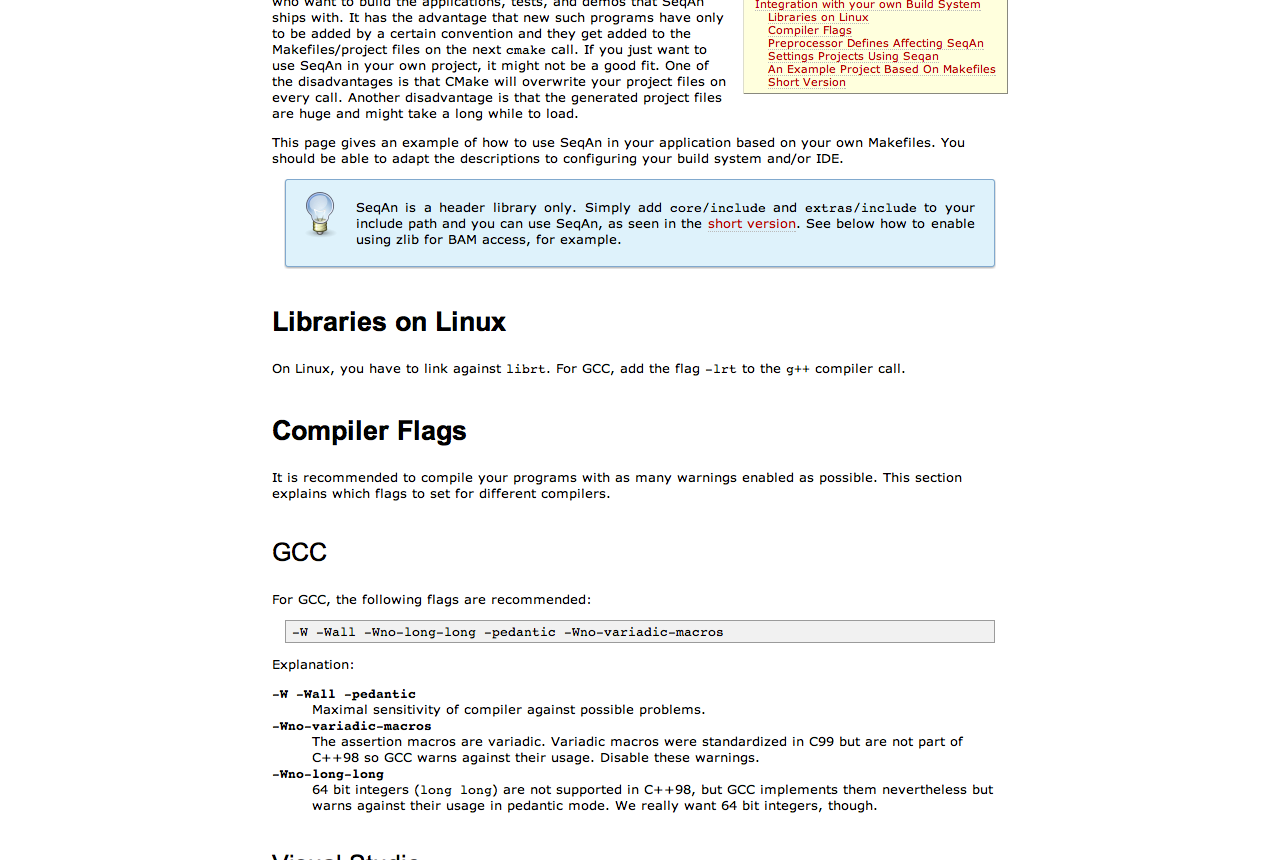 who want to build the applications, tests, and demos that SeqAn
ships with. It has the advantage that new such programs have only
to be added by a certain convention and they get added to the
Makefiles/project files on the next cmake call. If you just want to
use SeqAn in your own project, it might not be a good fit. One of
the disadvantages is that CMake will overwrite your project files on
every call. Another disadvantage is that the generated project files
are huge and might take a long while to load.
Integration with your own Build System
Libraries on Linux
Compiler Flags
Preprocessor Defines Affecting SeqAn
Settings Projects Using Seqan
An Example Project Based On Makefiles
Short Version
This page gives an example of how to use SeqAn in your application based on your own Makefiles. You
should be able to adapt the descriptions to configuring your build system and/or IDE.
SeqAn is a header library only. Simply add core/include and extras/include to your
include path and you can use SeqAn, as seen in the short version. See below how to enable
using zlib for BAM access, for example.
Libraries on Linux
On Linux, you have to link against librt. For GCC, add the flag -lrt to the g++ compiler call.
Compiler Flags
It is recommended to compile your programs with as many warnings enabled as possible. This section
explains which flags to set for different compilers.
GCC
For GCC, the following flags are recommended:
-W -Wall -Wno-long-long -pedantic -Wno-variadic-macros
Explanation:
-W -Wall -pedantic
Maximal sensitivity of compiler against possible problems.
-Wno-variadic-macros
The assertion macros are variadic. Variadic macros were standardized in C99 but are not part of
C++98 so GCC warns against their usage. Disable these warnings.
-Wno-long-long
64 bit integers (long long) are not supported in C++98, but GCC implements them nevertheless but
warns against their usage in pedantic mode. We really want 64 bit integers, though.
Visual Studio